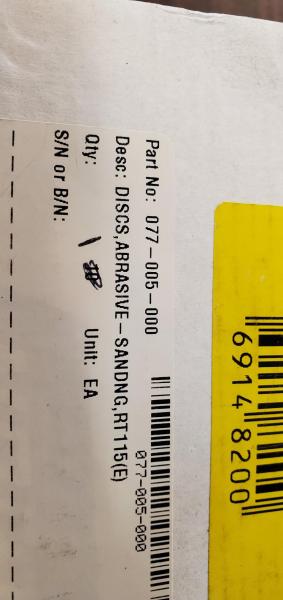 6914 8200
Part No: 077-005-000
077-005-000
Desc: DISCS,ABRASIVE-SANDNG,RT115(E)
Qty: 1 Unit: EA
S/N or B/N: